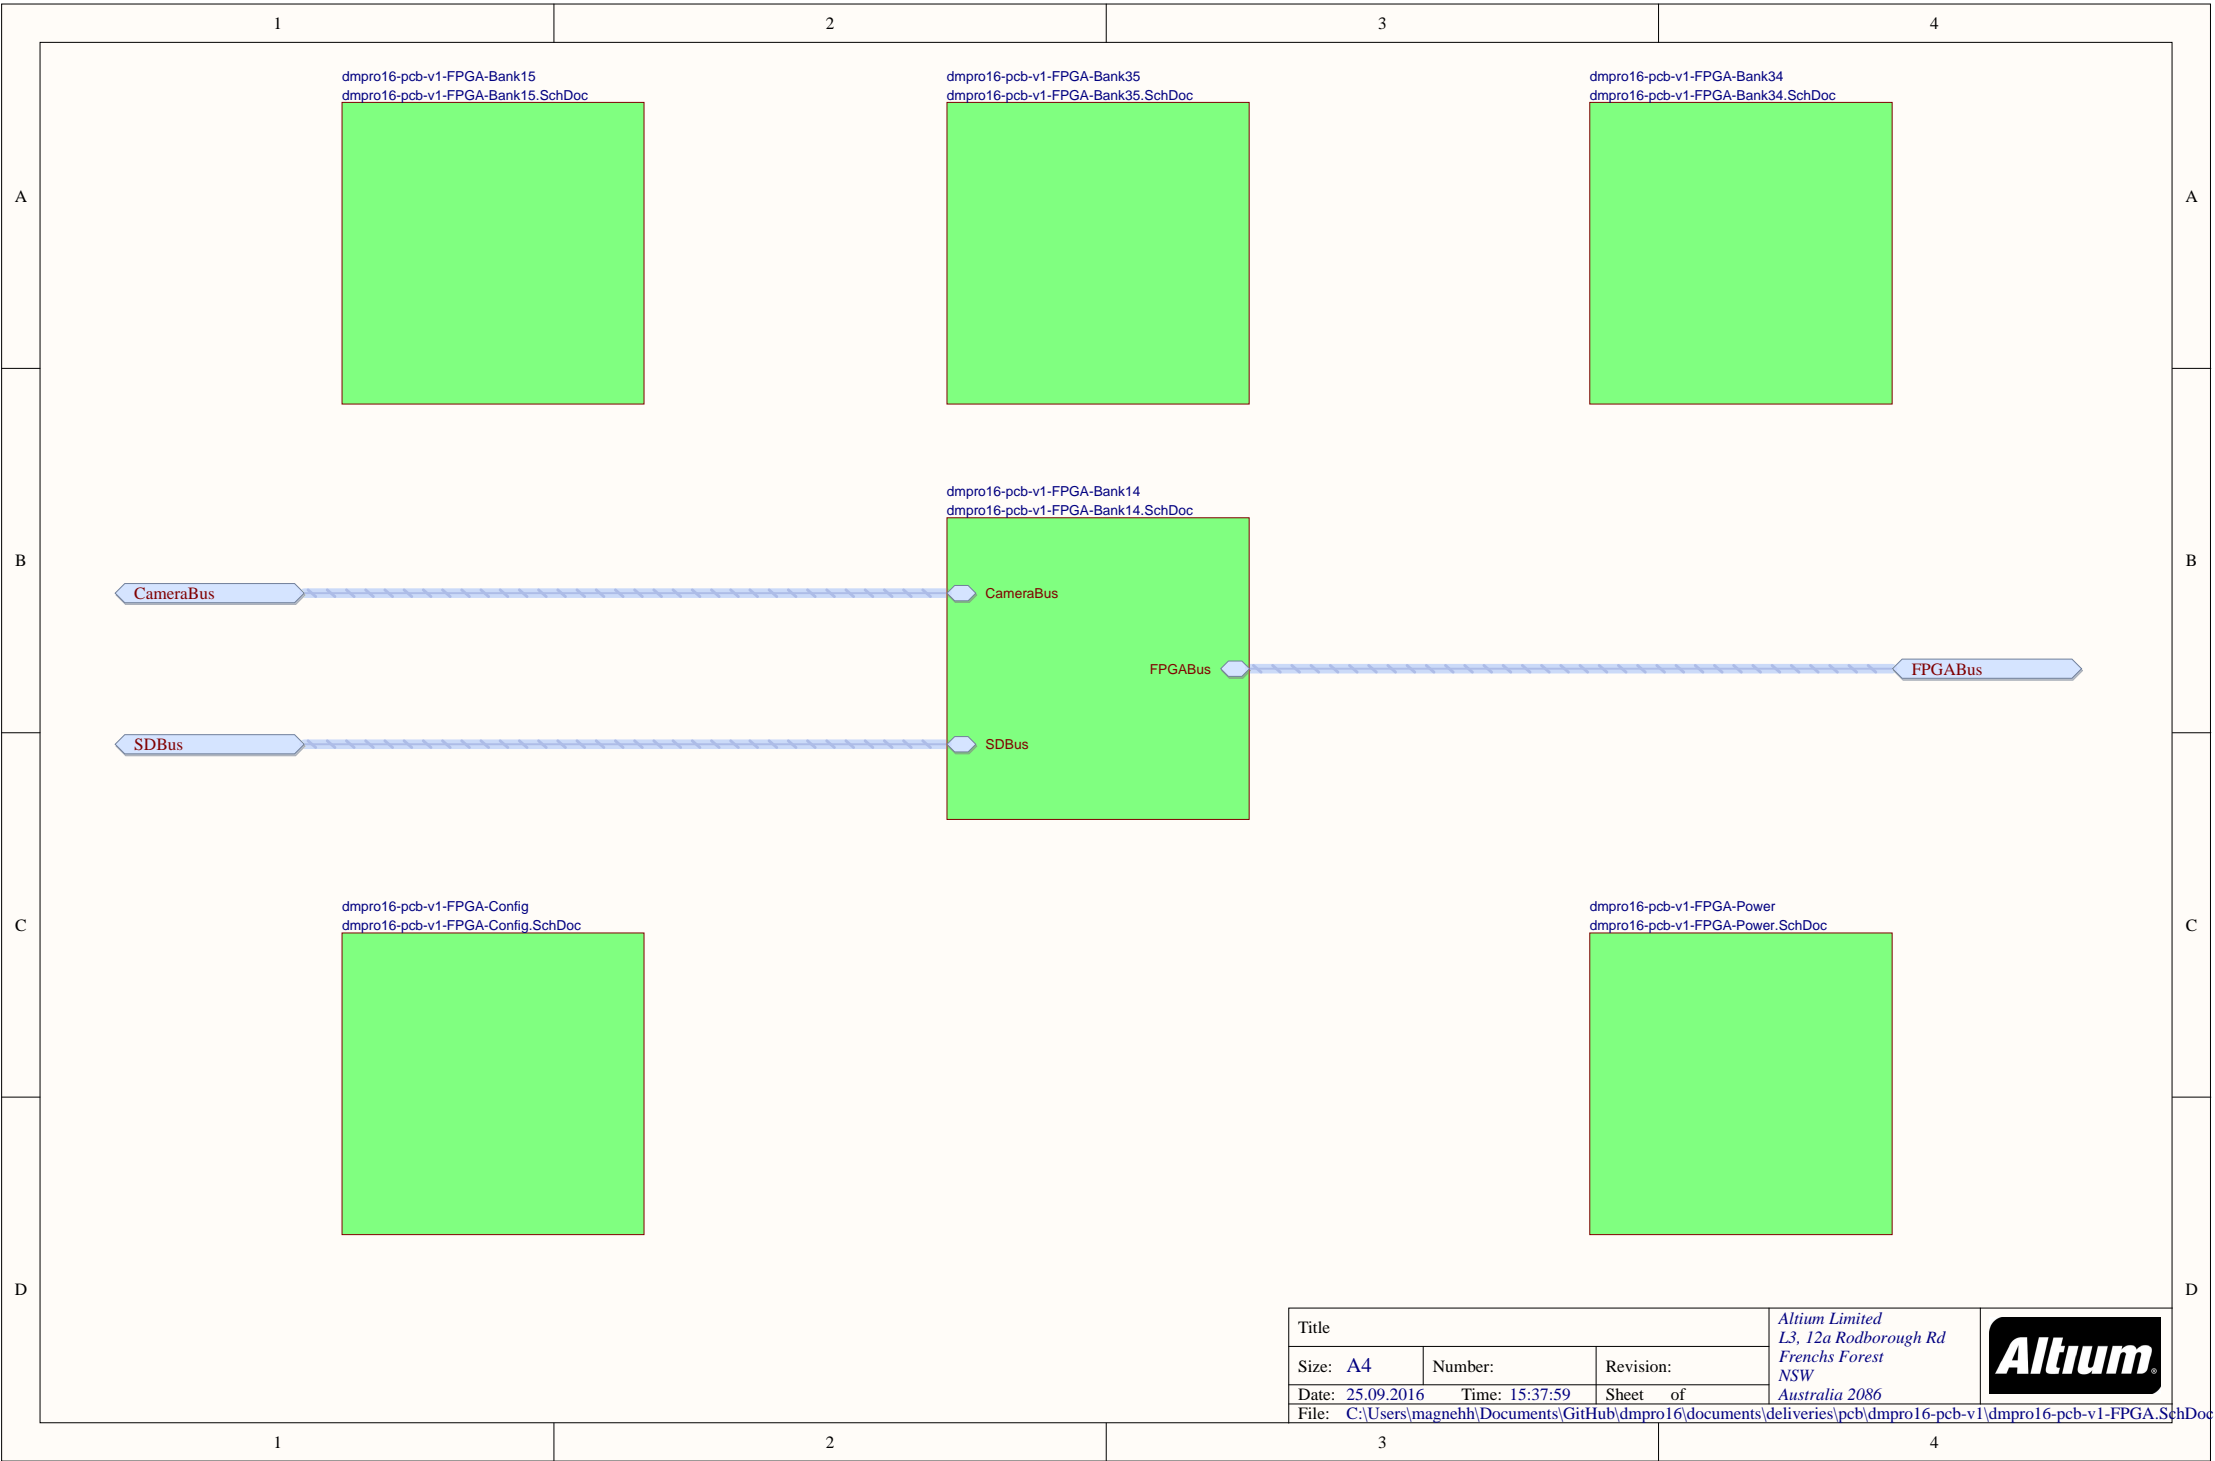 1 2 3 4
dmpro16-pcb-v1-FPGA-Bank15
dmpro16-pcb-v1-FPGA-Bank15.SchDoc
dmpro16-pcb-v1-FPGA-Bank35
dmpro16-pcb-v1-FPGA-Bank35.SchDoc
dmpro16-pcb-v1-FPGA-Bank34
dmpro16-pcb-v1-FPGA-Bank34.SchDoc
A A
dmpro16-pcb-v1-FPGA-Bank14
dmpro16-pcb-v1-FPGA-Bank14.SchDoc
B B
CameraBus CameraBus
FPGABus FPGABus
SDBus SDBus
dmpro16-pcb-v1-FPGA-Config
dmpro16-pcb-v1-FPGA-Config.SchDoc
dmpro16-pcb-v1-FPGA-Power
dmpro16-pcb-v1-FPGA-Power.SchDoc
C C
D D
Title
Size: A4 Number: Revision:
Date: 25.09.2016 Time: 15:37:59 Sheet of
File: C:\Users\magnehh\Documents\GitHub\dmpro16\documents\deliveries\pcb\dmpro16-pcb-v1\dmpro16-pcb-v1-FPGA.SchDoc
Altium Limited
L3, 12a Rodborough Rd
Frenchs Forest
NSW
Australia 2086
Altium®
1 2 3 4